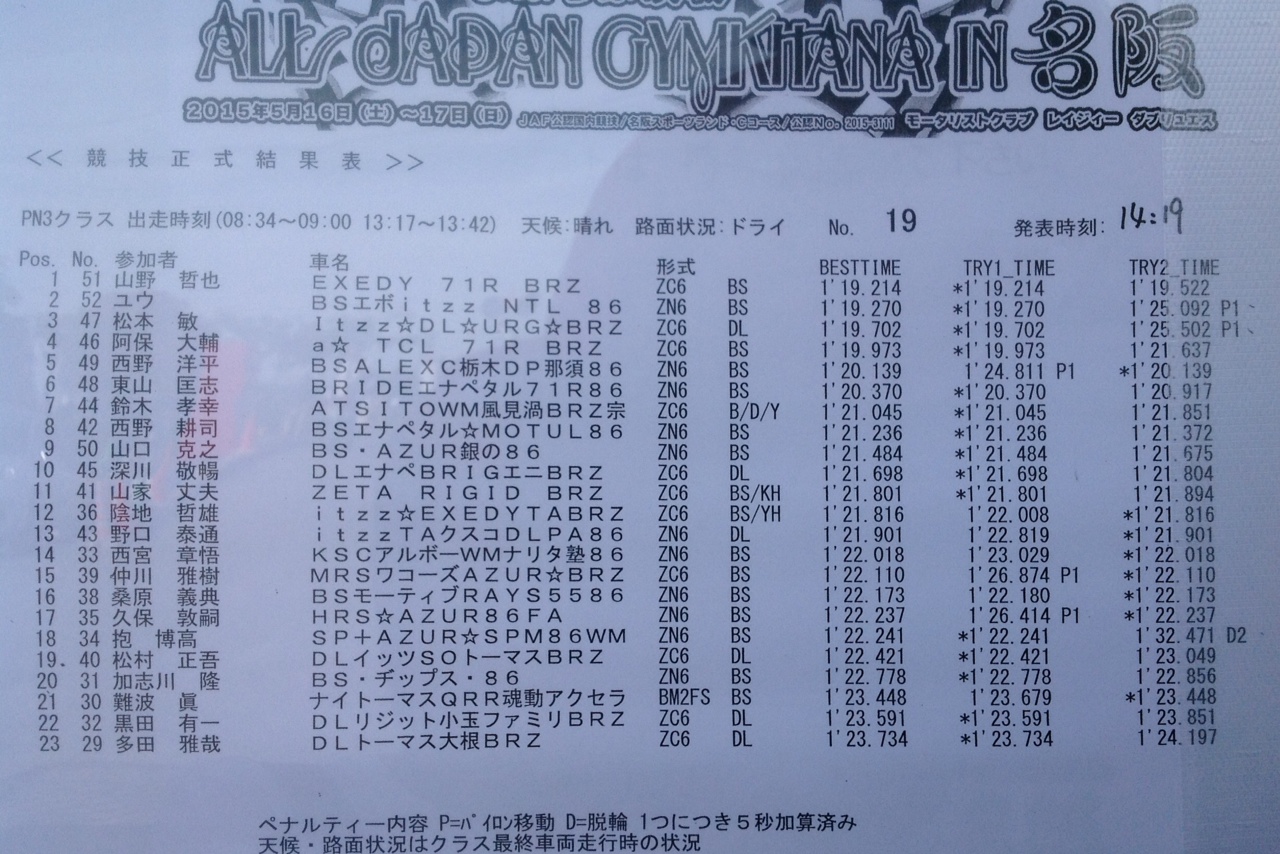 ALL JAPAN GYMKHANA IN 名阪
2015年5月16日(土)~17日(日) JAF公認国内競技/名阪スポーツランド・Cコース/公認No. 2015-3111 モータリストクラブ レイジィー ダブリュエス
<< 競技正式結果表 >>
PN3クラス 出走時刻(08:34~09:00 13:17~13:42) 天候:晴れ 路面状況:ドライ No. 19 発表時刻: 14:19
Pos. No. 参加者 車名 形式 BESTTIME TRY1_TIME TRY2_TIME
1 51 山野 哲也 EXEDY 71R BRZ ZC6 BS 1'19.214 *1'19.214 1'19.522
2 52 ユウ BSエボitzz NTL 86 ZN6 BS 1'19.270 *1'19.270 1'25.092 P1
3 47 松本 敏 Itzz☆DL☆URG☆BRZ ZC6 DL 1'19.702 *1'19.702 1'25.502 P1
4 46 阿保 大輔 a☆ TCL 71R BRZ ZC6 BS 1'19.973 *1'19.973 1'21.637
5 49 西野 洋平 BSALEXC栃木DP那須86 ZN6 BS 1'20.139 1'24.811 P1 *1'20.139
6 48 東山 匡志 BRIDEエナペタル71R86 ZN6 BS 1'20.370 *1'20.370 1'20.917
7 44 鈴木 孝幸 ATSITOWM風見渦BRZ宗 ZC6 B/D/Y 1'21.045 *1'21.045 1'21.851
8 42 西野 耕司 BSエナペタル☆MOTUL86 ZN6 BS 1'21.236 *1'21.236 1'21.372
9 50 山口 克之 BS・AZUR銀の86 ZN6 BS 1'21.484 *1'21.484 1'21.675
10 45 深川 敬暢 DLエナペBRIGエニBRZ ZC6 DL 1'21.698 *1'21.698 1'21.804
11 41 山家 丈夫 ZETA RIGID BRZ ZC6 BS/KH 1'21.801 *1'21.801 1'21.894
12 36 陰地 哲雄 itzz☆EXEDYTABRZ ZC6 BS/YH 1'21.816 1'22.008 *1'21.816
13 43 野口 泰通 itzzTAクスコDLPA86 ZN6 DL 1'21.901 1'22.819 *1'21.901
14 33 西宮 章悟 KSCアルボーWMナリタ塾86 ZN6 BS 1'22.018 1'23.029 *1'22.018
15 39 仲川 雅樹 MRSワコーズAZUR☆BRZ ZC6 BS 1'22.110 1'26.874 P1 *1'22.110
16 38 桑原 義典 BSモーティブRAYS5586 ZN6 BS 1'22.173 1'22.180 *1'22.173
17 35 久保 敦嗣 HRS☆AZUR86FA ZN6 BS 1'22.237 1'26.414 P1 *1'22.237
18 34 抱 博高 SP+AZUR☆SPM86WM ZN6 BS 1'22.241 *1'22.241 1'32.471 D2
19. 40 松村 正吾 DLイッツSOトーマスBRZ ZC6 DL 1'22.421 *1'22.421 1'23.049
20 31 加志川 隆 BS・ヂップス・86 ZN6 BS 1'22.778 *1'22.778 1'22.856
21 30 難波 眞 ナイトーマスQRR魂動アクセラ BM2FS BS 1'23.448 1'23.679 *1'23.448
22 32 黒田 有一 DLリジット小玉ファミリBRZ ZC6 DL 1'23.591 *1'23.591 1'23.851
23 29 多田 雅哉 DLトーマス大根BRZ ZC6 DL 1'23.734 *1'23.734 1'24.197
ペナルティー内容 P=パイロン移動 D=脱輪 1つにつき5秒加算済み
天候・路面状況はクラス最終車両走行時の状況